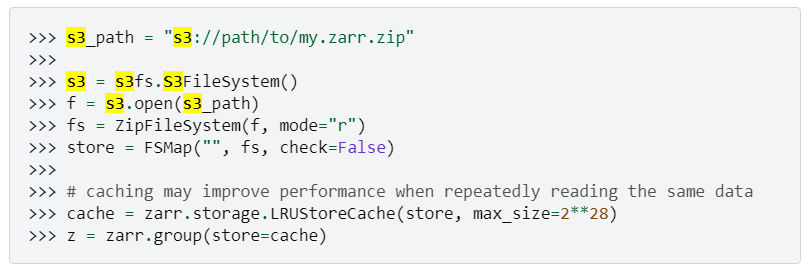 >>> s3_path = "s3://path/to/my.zarr.zip"
>>>
>>> s3 = s3fs.S3FileSystem()
>>> f = s3.open(s3_path)
>>> fs = ZipFileSystem(f, mode="r")
>>> store = FSMap("", fs, check=False)
>>>
>>> # caching may improve performance when repeatedly reading the same data
>>> cache = zarr.storage.LRUStoreCache(store, max_size=2**28)
>>> z = zarr.group(store=cache)